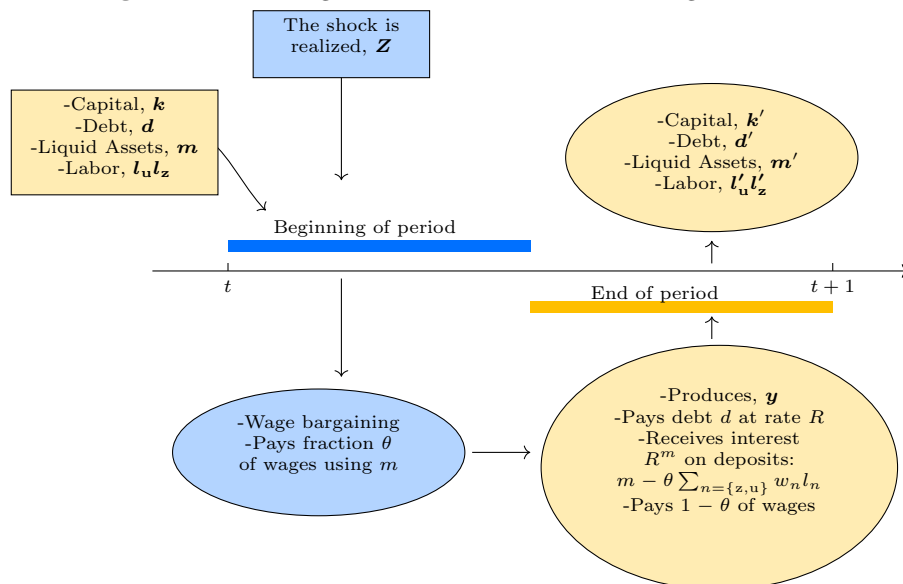 The shock is
realized, Z
-Capital, k
-Debt, d
-Liquid Assets, m
-Labor, l_u l_z
-Capital, k′
-Debt, d′
-Liquid Assets, m′
-Labor, l′_u l′_z
Beginning of period
t
t + 1
End of period
-Wage bargaining
-Pays fraction θ
of wages using m
-Produces, y
-Pays debt d at rate R
-Receives interest
R^m on deposits:
m − θ ∑_{n={z,u}} w_n l_n
-Pays 1 − θ of wages